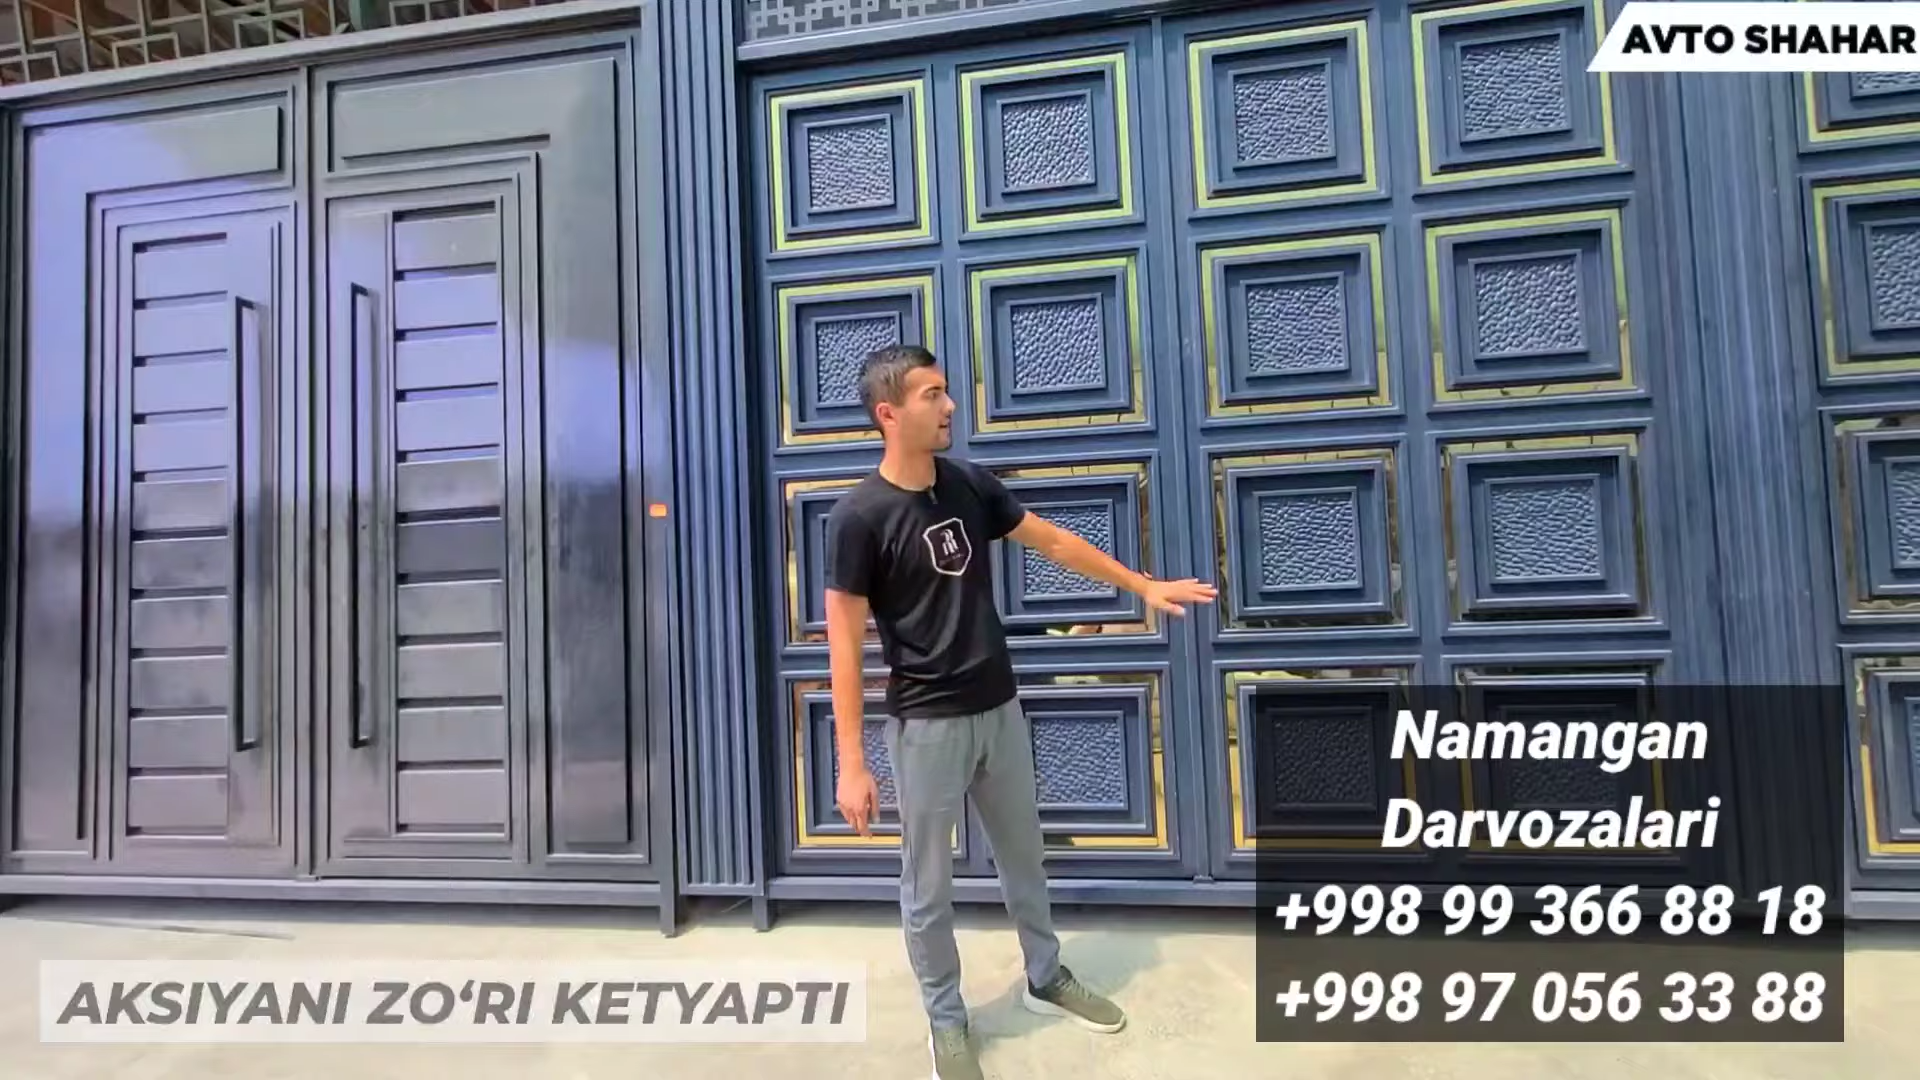 AVTO SHAHAR
Namangan
Darvozalari
+998 99 366 88 18
+998 97 056 33 88
AKSIYANI ZO‘RI KETYAPTI